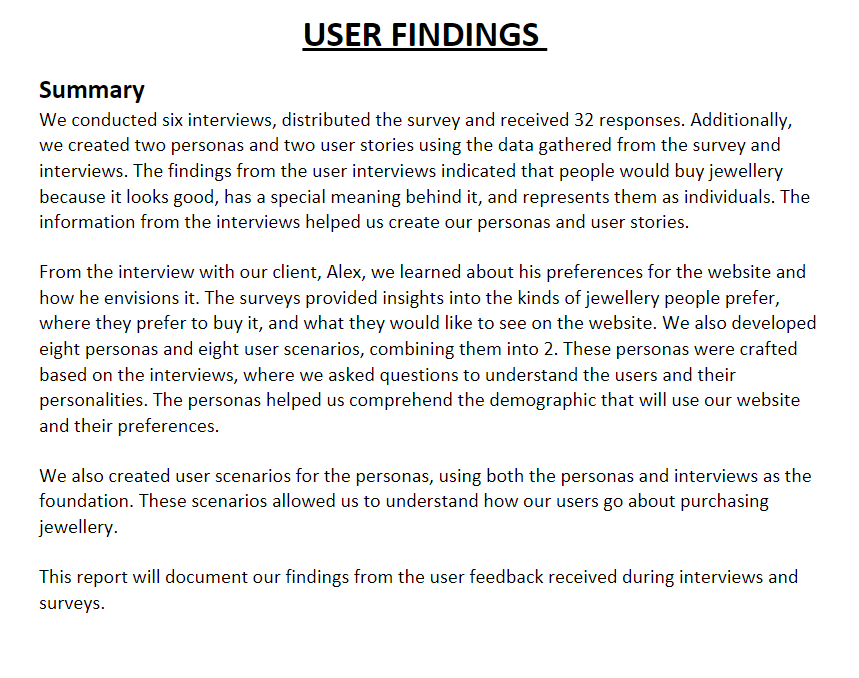 USER FINDINGS
Summary
We conducted six interviews, distributed the survey and received 32 responses. Additionally,
we created two personas and two user stories using the data gathered from the survey and
interviews. The findings from the user interviews indicated that people would buy jewellery
because it looks good, has a special meaning behind it, and represents them as individuals. The
information from the interviews helped us create our personas and user stories.
From the interview with our client, Alex, we learned about his preferences for the website and
how he envisions it. The surveys provided insights into the kinds of jewellery people prefer,
where they prefer to buy it, and what they would like to see on the website. We also developed
eight personas and eight user scenarios, combining them into 2. These personas were crafted
based on the interviews, where we asked questions to understand the users and their
personalities. The personas helped us comprehend the demographic that will use our website
and their preferences.
We also created user scenarios for the personas, using both the personas and interviews as the
foundation. These scenarios allowed us to understand how our users go about purchasing
jewellery.
This report will document our findings from the user feedback received during interviews and
surveys.